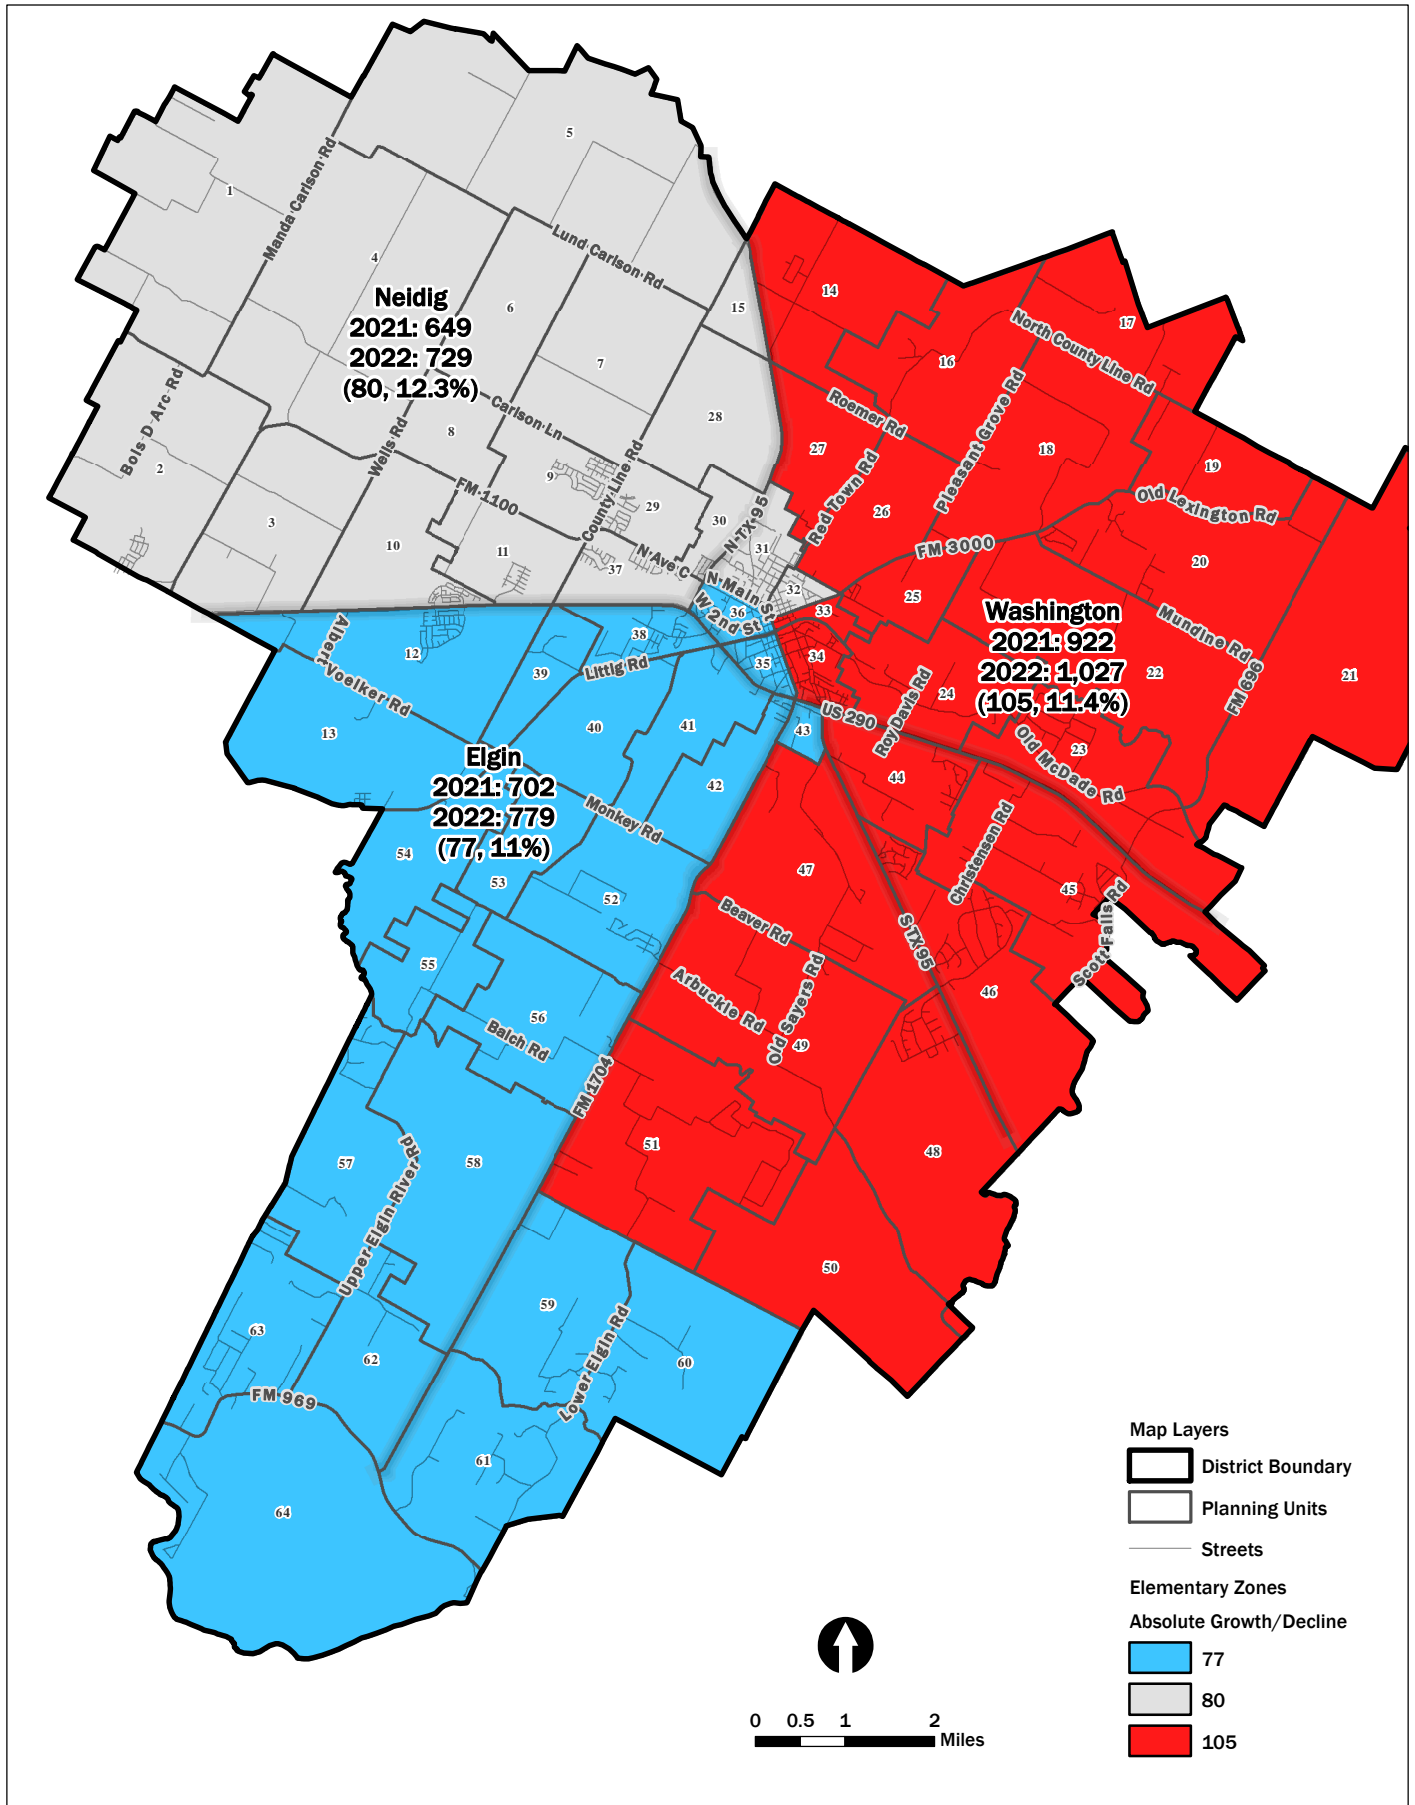 5
1
Manda Carlson Rd
4
Lund Carlson Rd
6
15
14
17
North County Line Rd
16
Neidig
2021: 649
2022: 729
(80, 12.3%)
7
Bois D Arc Rd
Carlson Ln
28
Roemer Rd
Pleasant Grove Rd
8
Wells Rd
2
9
County Line Rd
27
18
19
Red Town Rd
Old Lexington Rd
FM 1100
29
30
N TX 95
26
3
10
11
31
FM 3000
20
37
N Ave C
N Main St
32
25
33
36
W 2nd St
Washington
2021: 922
2022: 1,027
(105, 11.4%)
Mundine Rd
Albert
Voelker Rd
12
38
Littig Rd
35
34
39
22
21
24
FM 696
Roy Davis Rd
US 290
13
40
41
43
23
Old McDade Rd
Elgin
2021: 702
2022: 779
(77, 11%)
42
44
Monkey Rd
54
53
47
Christensen Rd
45
52
Beaver Rd
STX95
Scott Falls Rd
55
Arbuckle Rd
Old Sayers Rd
46
56
Balch Rd
49
FM 1704
51
57
58
48
Upper Elgin River Rd
50
59
63
62
Lower Elgin Rd
60
FM 969
61
64
Map Layers
District Boundary
Planning Units
Streets
Elementary Zones
Absolute Growth/Decline
77
80
105
0 0.5 1 2
Miles